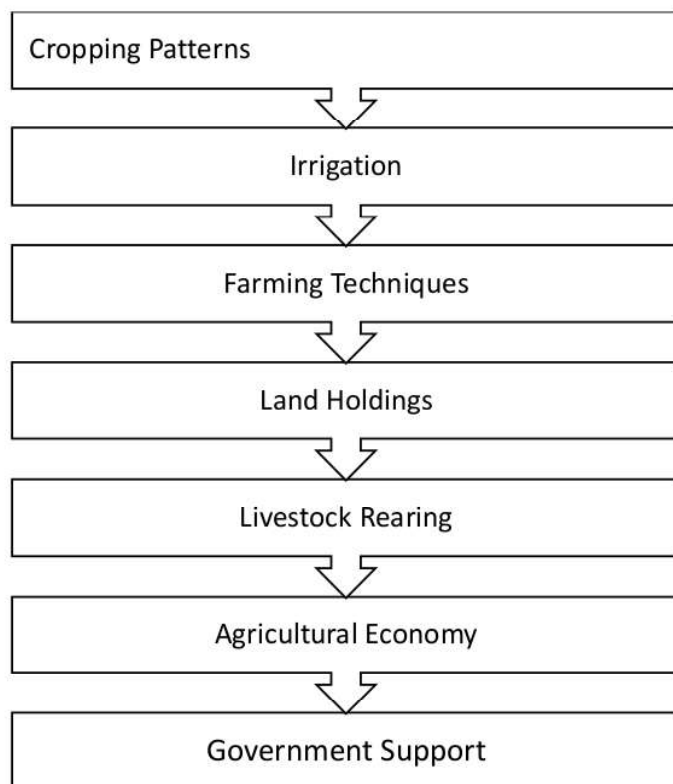 Cropping Patterns
Irrigation
Farming Techniques
Land Holdings
Livestock Rearing
Agricultural Economy
Government Support